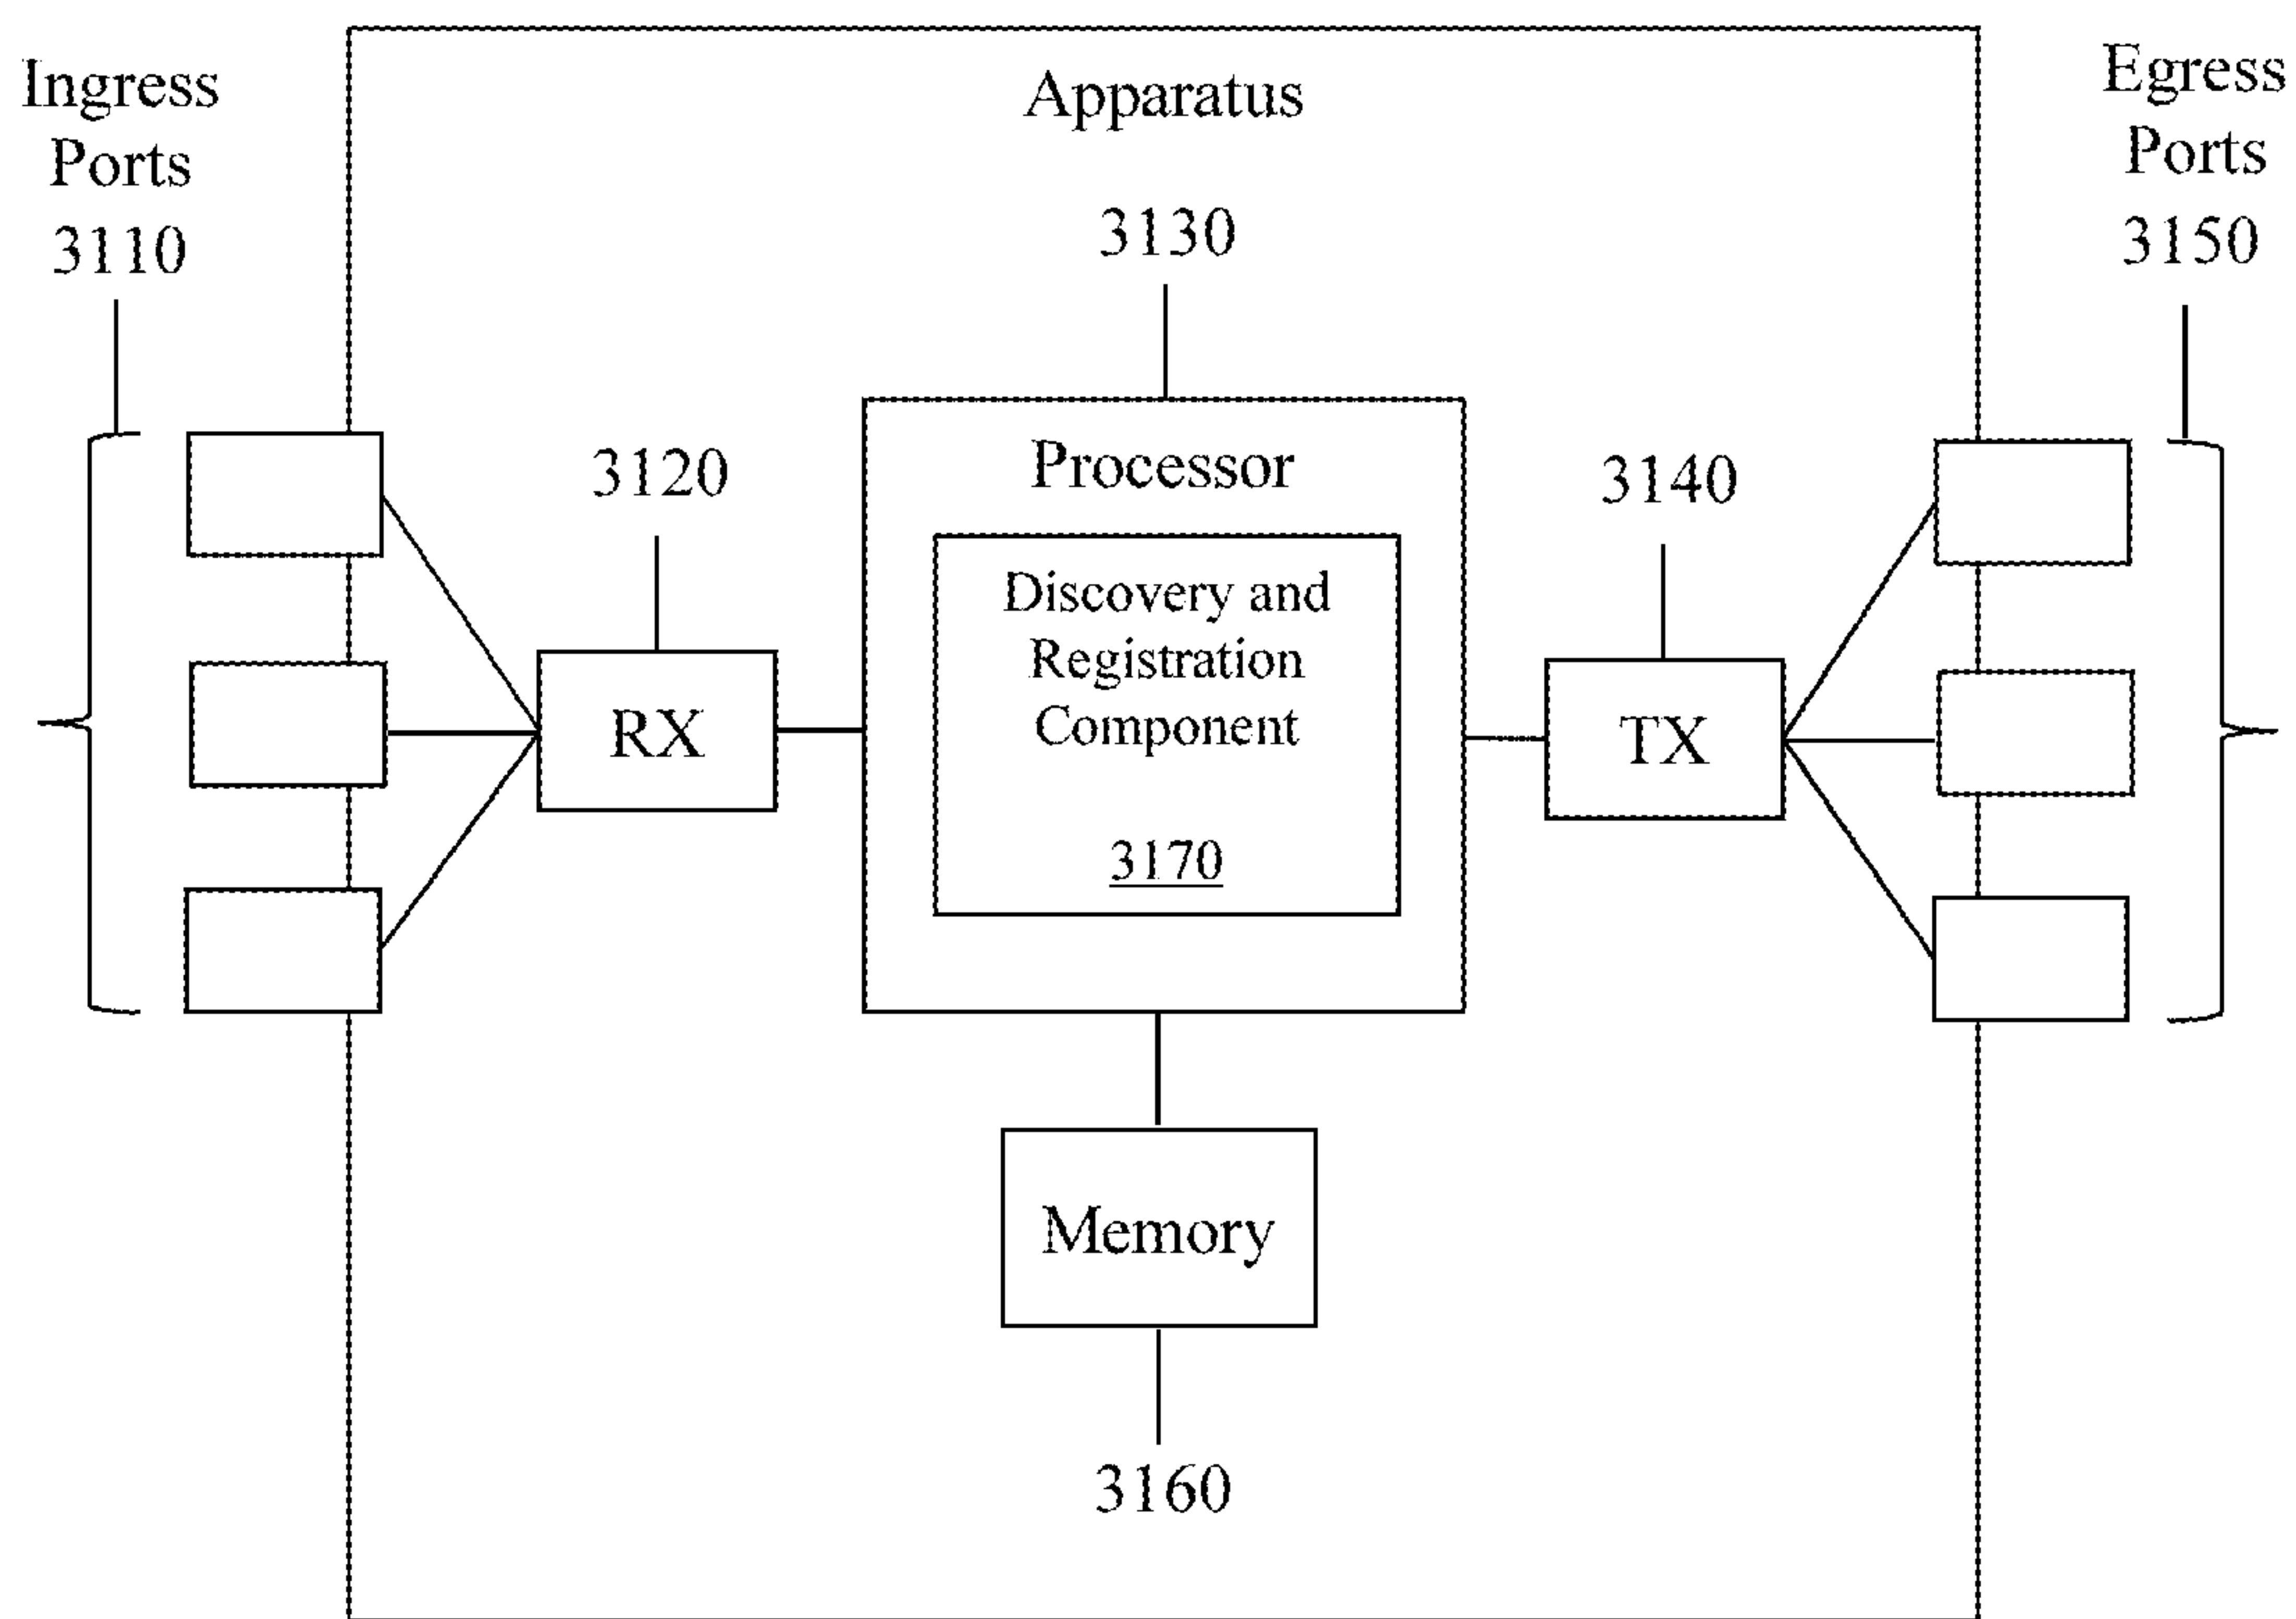 Ingress
Ports
3110
Apparatus
3130
Egress
Ports
3150
3120
Processor
3140
Discovery and
Registration
Component
3170
RX
TX
Memory
3160